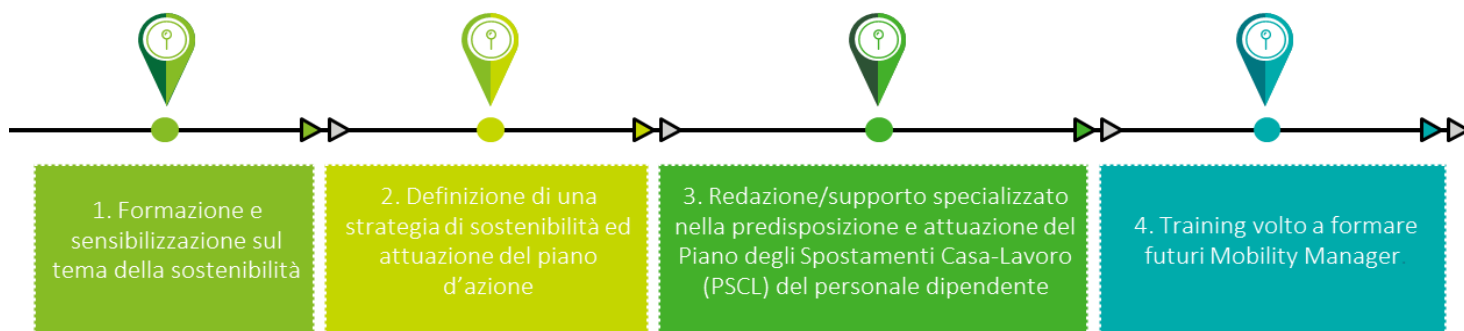 1. Formazione e
sensibilizzazione sul
tema della sostenibilità
2. Definizione di una
strategia di sostenibilità ed
attuazione del piano
d’azione
3. Redazione/supporto specializzato
nella predisposizione e attuazione del
Piano degli Spostamenti Casa-Lavoro
(PSCL) del personale dipendente
4. Training volto a formare
futuri Mobility Manager.